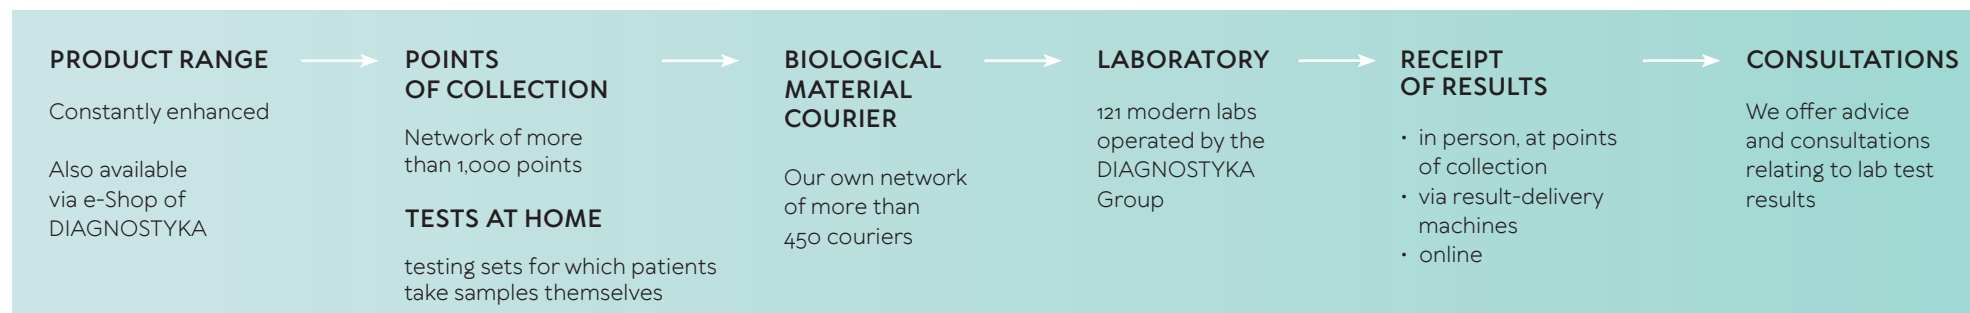 PRODUCT RANGE
Constantly enhanced
Also available
via e-Shop of
DIAGNOSTYKA
POINTS
OF COLLECTION
Network of more
than 1,000 points
TESTS AT HOME
testing sets for which patients
take samples themselves
BIOLOGICAL
MATERIAL
COURIER
Our own network
of more than
450 couriers
LABORATORY
121 modern labs
operated by the
DIAGNOSTYKA
Group
RECEIPT
OF RESULTS
• in person, at points
of collection
• via result-delivery
machines
• online
CONSULTATIONS
We offer advice
and consultations
relating to lab test
results